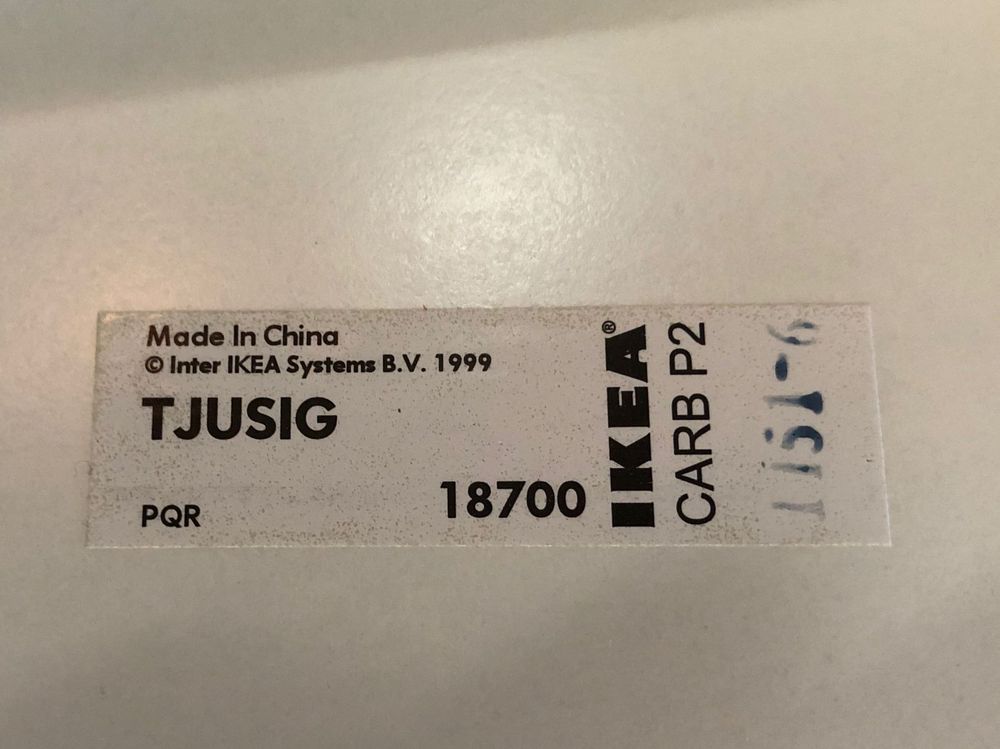 Made In China
© Inter IKEA Systems B.V. 1999
TJUSIG
PQR
18700
IKEA®
CARB P2